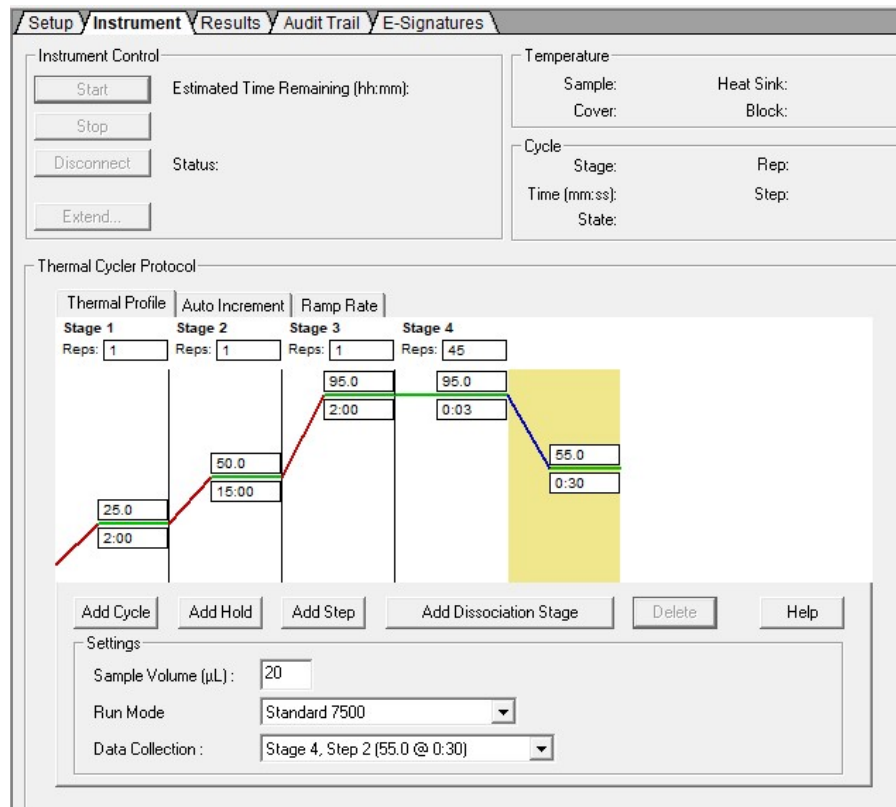 Setup Instrument Results Audit Trail E-Signatures
Instrument Control
Start Estimated Time Remaining (hh:mm):
Stop
Disconnect Status:
Extend...
Temperature
Sample: Heat Sink:
Cover: Block:
Cycle
Stage: Rep:
Time (mm:ss): Step:
State:
Thermal Cycler Protocol
Thermal Profile Auto Increment Ramp Rate
Stage 1 Stage 2 Stage 3 Stage 4
Reps: 1 Reps: 1 Reps: 1 Reps: 45
95.0 95.0
2:00 0:03
50.0 55.0
15:00 0:30
25.0
2:00
Add Cycle Add Hold Add Step Add Dissociation Stage Delete Help
Settings
Sample Volume (µL) : 20
Run Mode Standard 7500
Data Collection : Stage 4, Step 2 (55.0 @ 0:30)